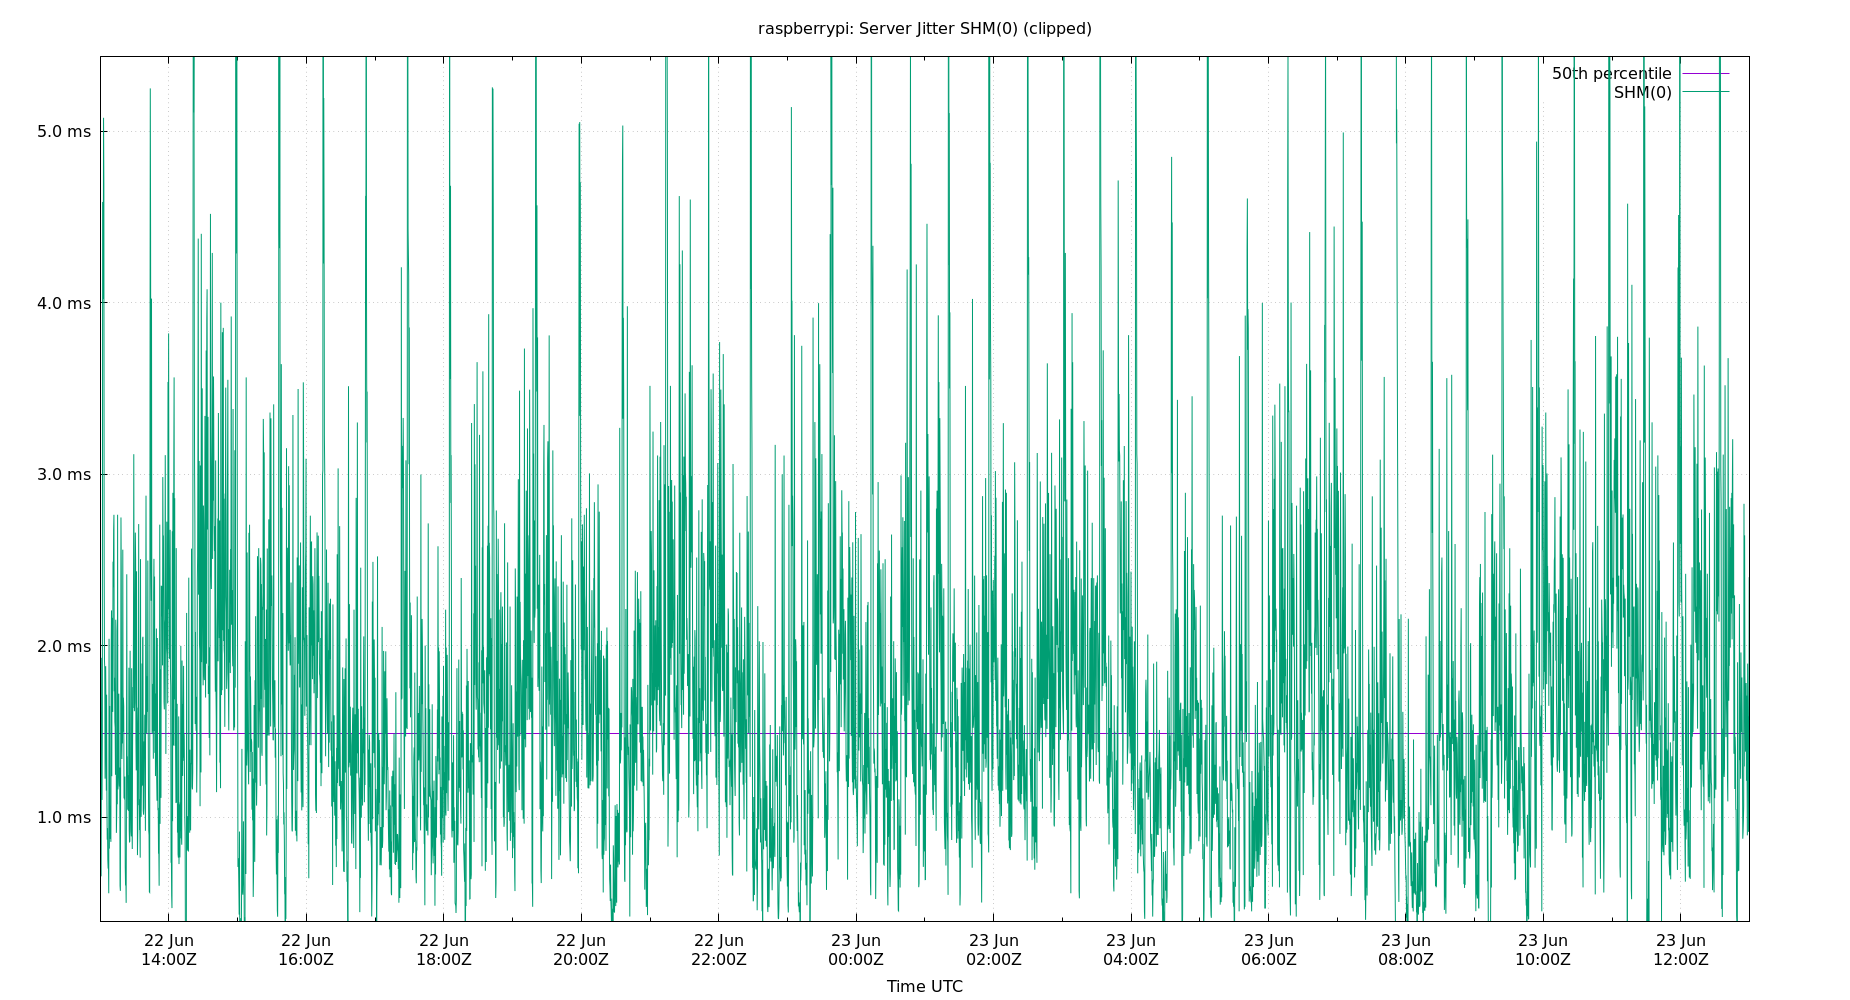 raspberrypi: Server Jitter SHM(0) (clipped)
50th percentile
SHM(0)
5.0 ms
4.0 ms
3.0 ms
2.0 ms
1.0 ms
22 Jun 22 Jun 22 Jun 22 Jun 22 Jun 23 Jun 23 Jun 23 Jun 23 Jun 23 Jun 23 Jun 23 Jun
14:00Z 16:00Z 18:00Z 20:00Z 22:00Z 00:00Z 02:00Z 04:00Z 06:00Z 08:00Z 10:00Z 12:00Z
Time UTC